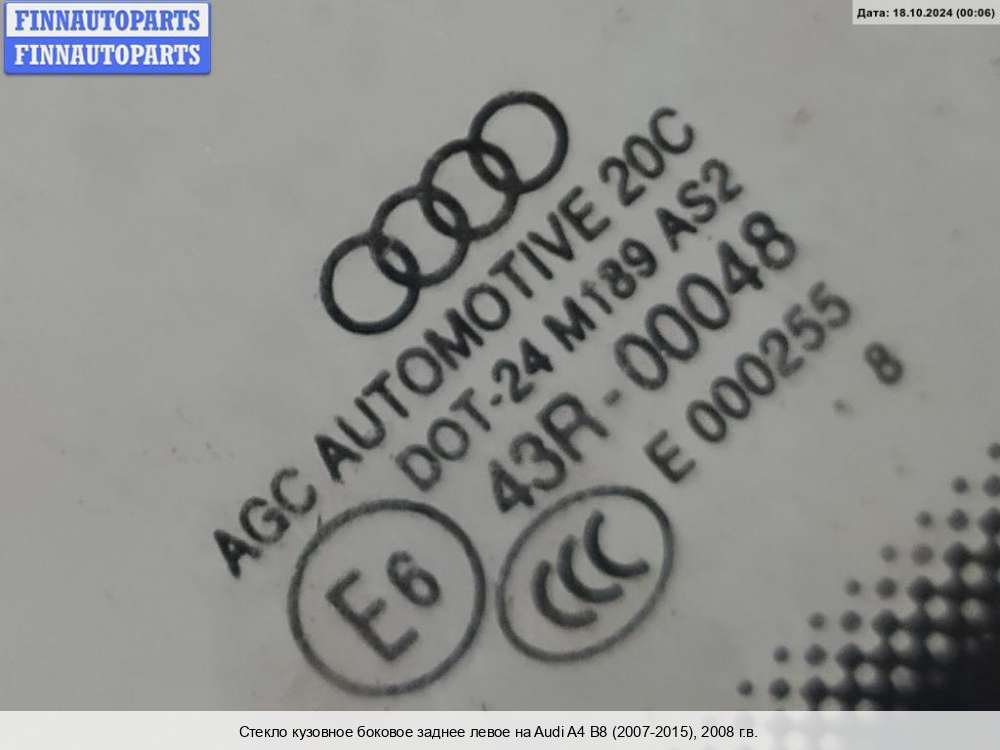 FINNAUTOPARTS
FINNAUTOPARTS
Дата: 18.10.2024 (00:06)
AGC AUTOMOTIVE 20C
DOT-24 M189 AS2
43R-00048
E 000255
8
E6
CCC
Стекло кузовное боковое заднее левое на Audi A4 B8 (2007-2015), 2008 г.в.